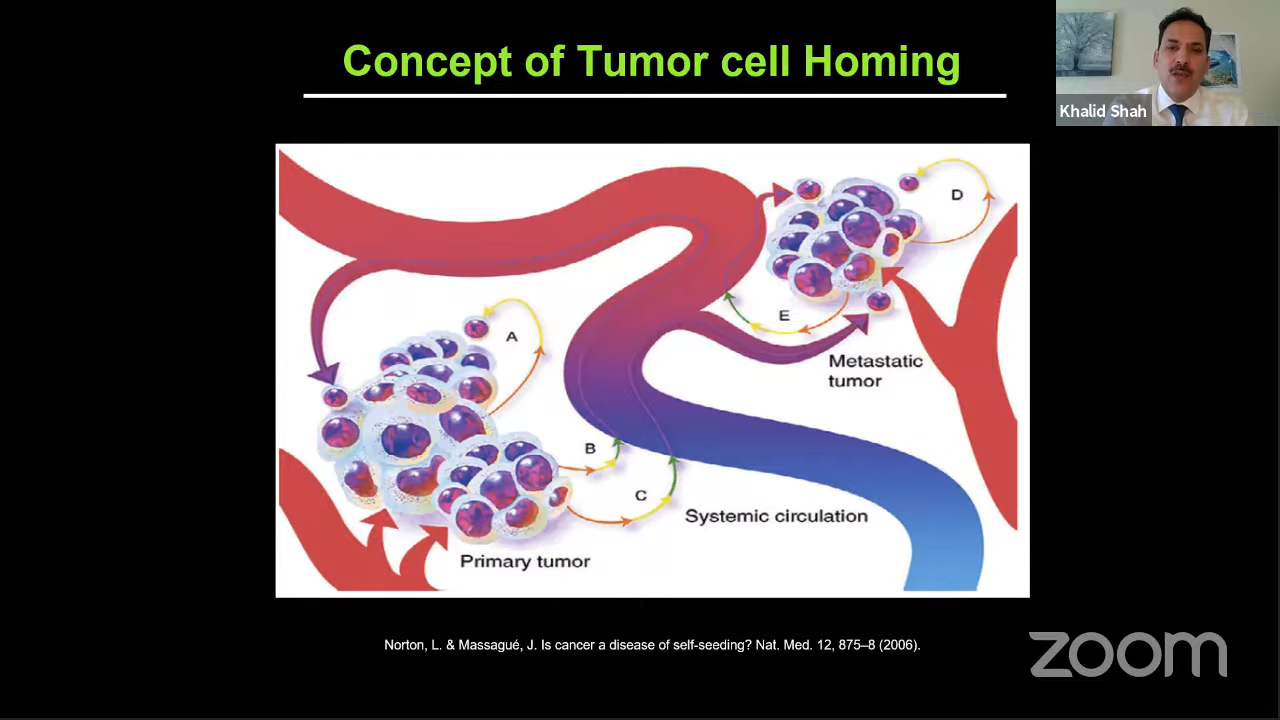 Concept of Tumor cell Homing
Khalid Shah
D
A
E
Metastatic
tumor
B
C
Systemic circulation
Primary tumor
Norton, L. & Massagué, J. Is cancer a disease of self-seeding? Nat. Med. 12, 875–8 (2006).
zoom